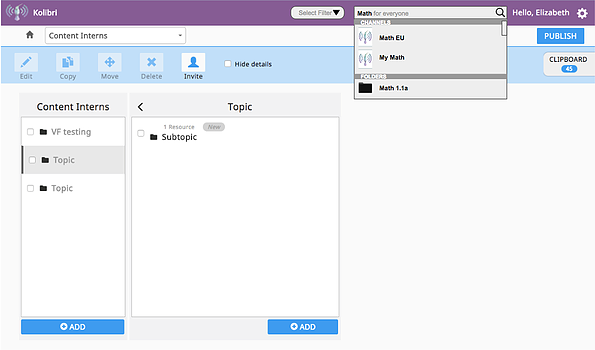 Kolibri
Select Filter
Math for everyone
Hello, Elizabeth
CHANNELS
Math EU
My Math
FOLDERS
Math 1.1a
Content Interns
PUBLISH
Edit
Copy
Move
Delete
Invite
Hide details
CLIPBOARD
45
Content Interns
VF testing
Topic
Topic
ADD
Topic
1 Resource New
Subtopic
ADD